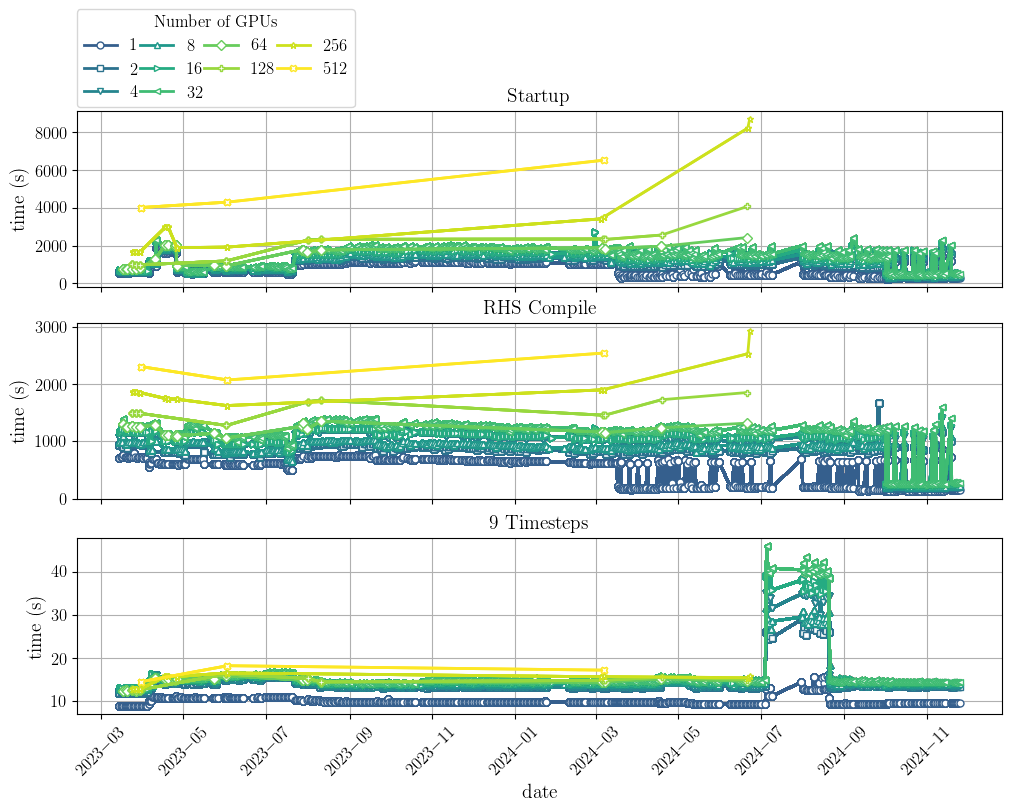 Number of GPUs
1 8 64 256
2 16 128 512
4 32
Startup
8000
6000
4000
2000
0
time (s)
RHS Compile
3000
2000
1000
0
time (s)
9 Timesteps
40
30
20
10
time (s)
2023−03 2023−05 2023−07 2023−09 2023−11 2024−01 2024−03 2024−05 2024−07 2024−09 2024−11
date